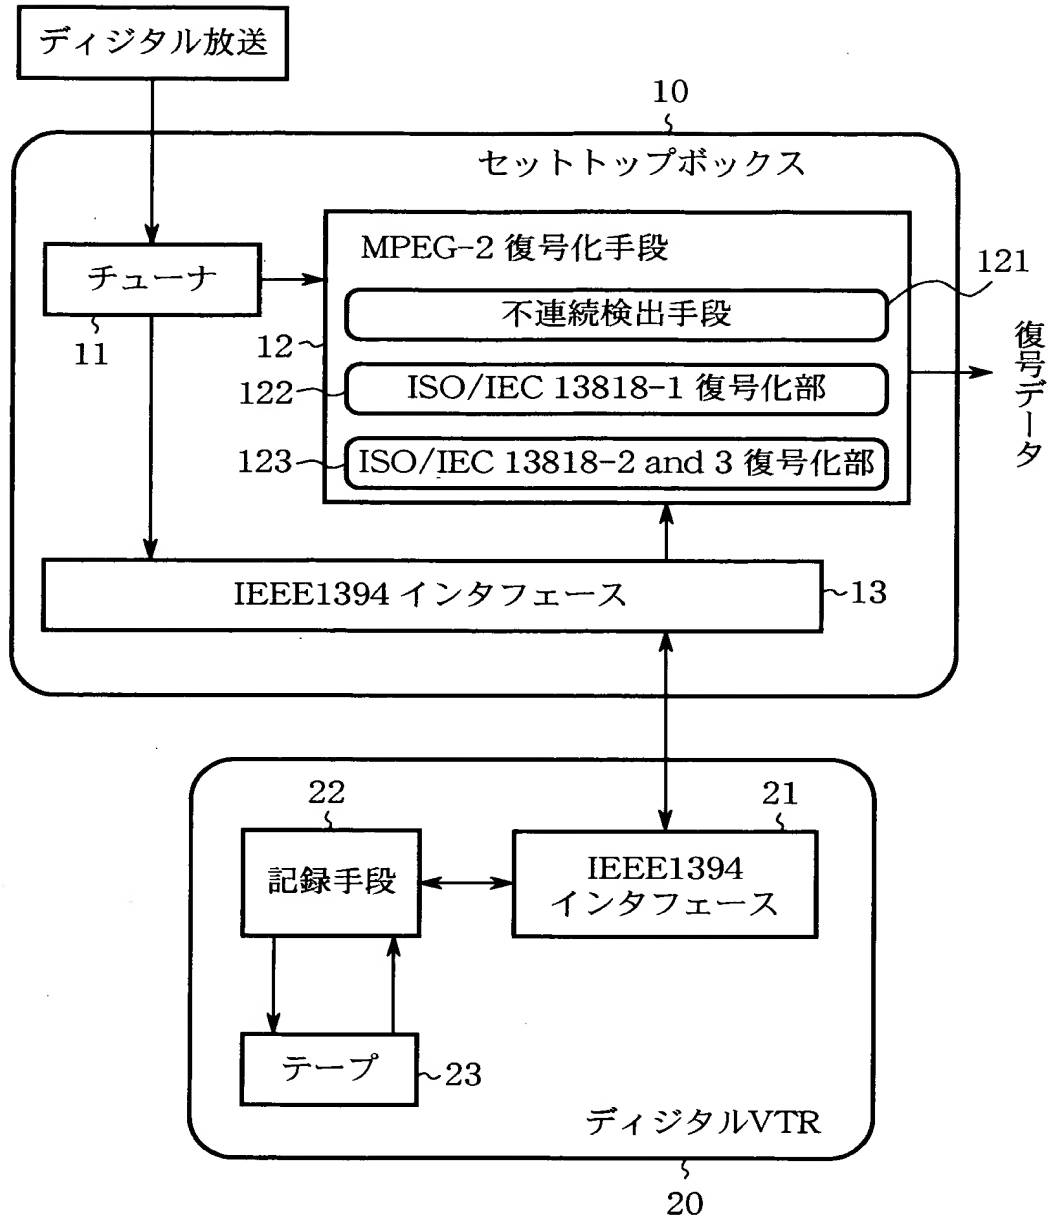 ディジタル放送
10
セットトップボックス
MPEG-2 復号化手段
チューナ
11
121
不連続検出手段
12
122
ISO/IEC 13818-1 復号化部
123
ISO/IEC 13818-2 and 3 復号化部
復号データ
IEEE1394 インタフェース
13
22
21
記録手段
IEEE1394
インタフェース
テープ
23
ディジタルVTR
20